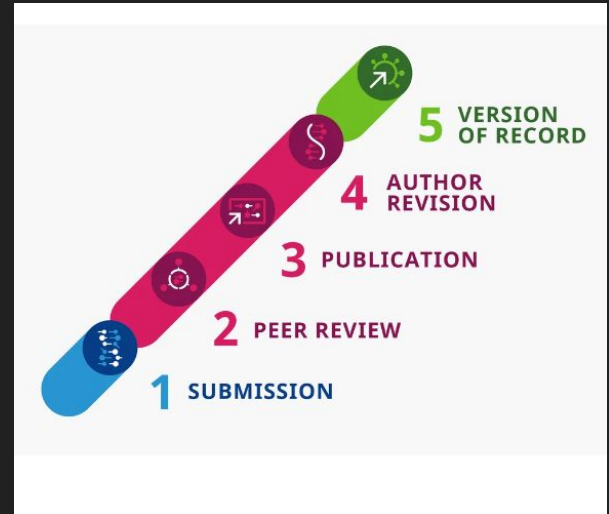 5 VERSION
OF RECORD
4 AUTHOR
REVISION
3 PUBLICATION
2 PEER REVIEW
1 SUBMISSION